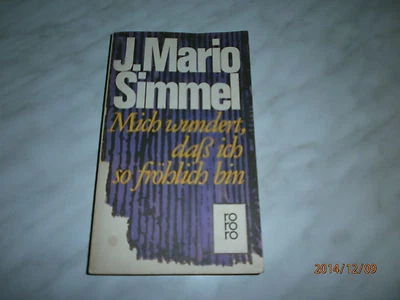 J. Mario
Simmel
Mich wundert,
daß ich
so fröhlich bin
ro
ro
ro
2014/12/09